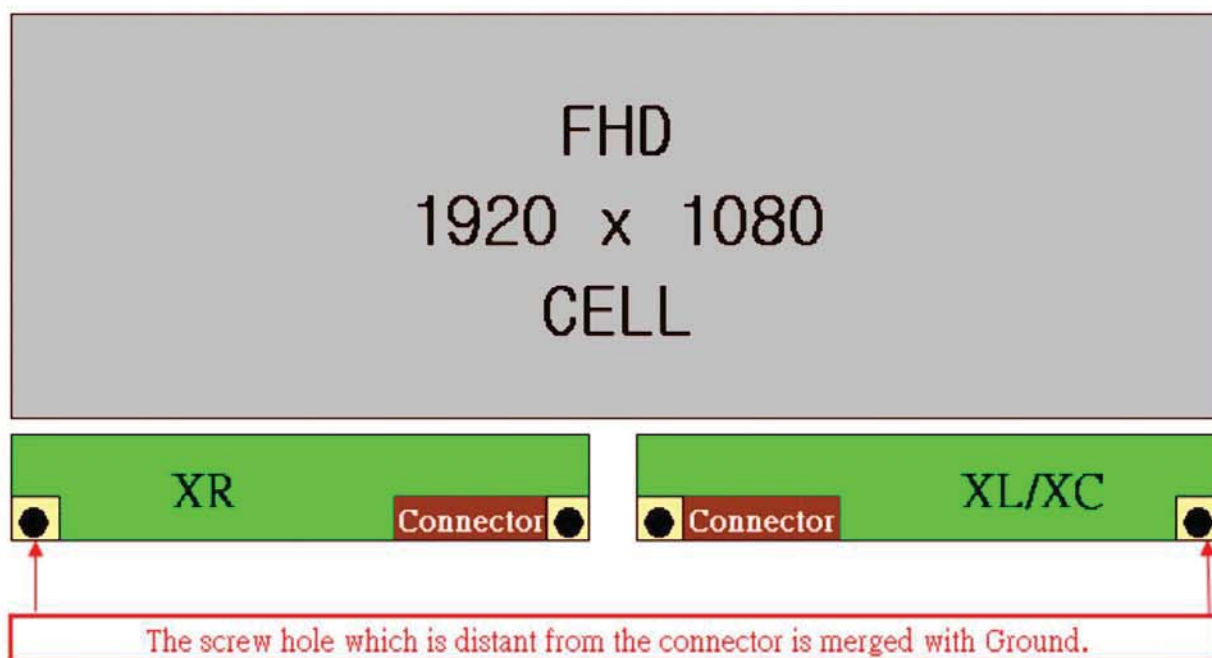 FHD
1920 x 1080
CELL
XR
XL/XC
Connector
Connector
The screw hole which is distant from the connector is merged with Ground.